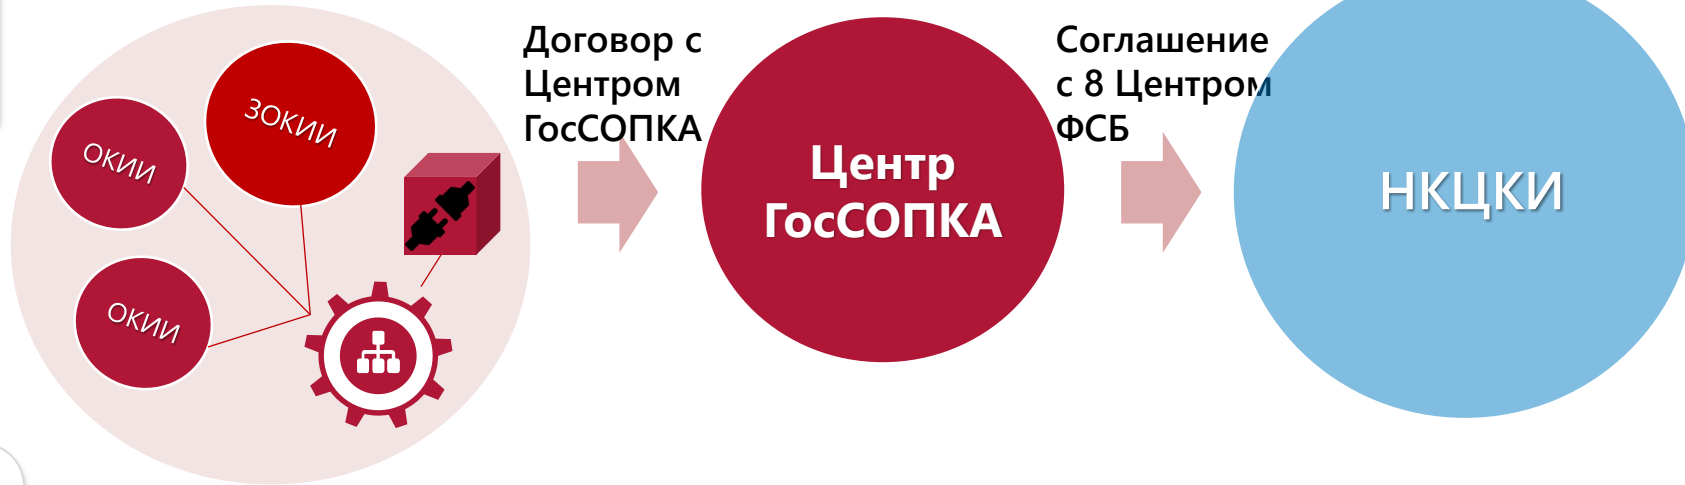 ЗОКИИ
ОКИИ
ОКИИ
Договор с
Центром
ГосСОПКА
Центр
ГосСОПКА
Соглашение
с 8 Центром
ФСБ
НКЦКИ